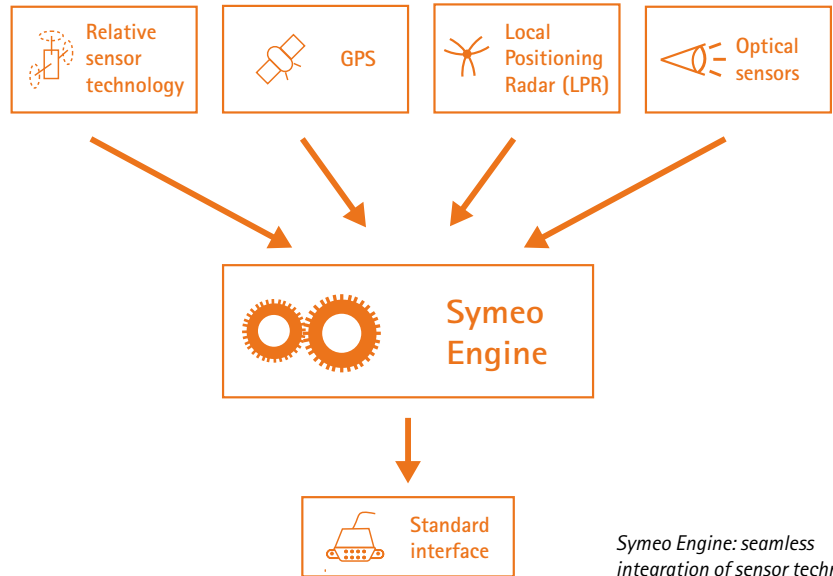 Relative
sensor
technology
GPS
Local
Positioning
Radar (LPR)
Optical
sensors
Symeo
Engine
Standard
interface
Symeo Engine: seamless
integration of sensor